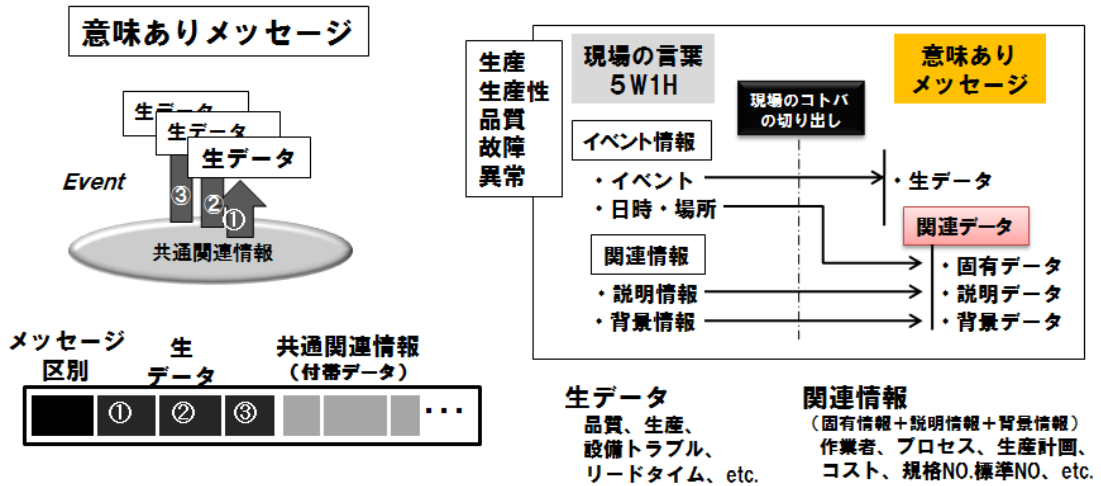 意味ありメッセージ
生データ
生データ
生データ
Event
③
②
①
共通関連情報
メッセージ
区別
生
データ
共通関連情報
（付帯データ）
①
②
③
･･･
生産
生産性
品質
故障
異常
現場の言葉
５W１H
現場のコトバ
の切り出し
意味あり
メッセージ
イベント情報
・イベント
・日時・場所
・生データ
関連データ
関連情報
・固有データ
・説明情報
・説明データ
・背景情報
・背景データ
生データ
品質、生産、
設備トラブル、
リードタイム、etc.
関連情報
（固有情報＋説明情報＋背景情報）
作業者、プロセス、生産計画、
コスト、規格NO.標準NO、etc.